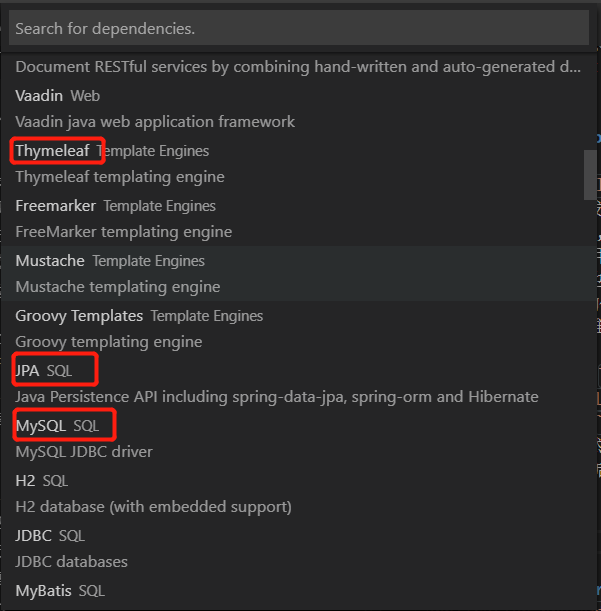 Search for dependencies.
Document RESTful services by combining hand-written and auto-generated d...
Vaadin Web
Vaadin java web application framework
Thymeleaf Template Engines
Thymeleaf templating engine
Freemarker Template Engines
FreeMarker templating engine
Mustache Template Engines
Mustache templating engine
Groovy Templates Template Engines
Groovy templating engine
JPA SQL
Java Persistence API including spring-data-jpa, spring-orm and Hibernate
MySQL SQL
MySQL JDBC driver
H2 SQL
H2 database (with embedded support)
JDBC SQL
JDBC databases
MyBatis SQL